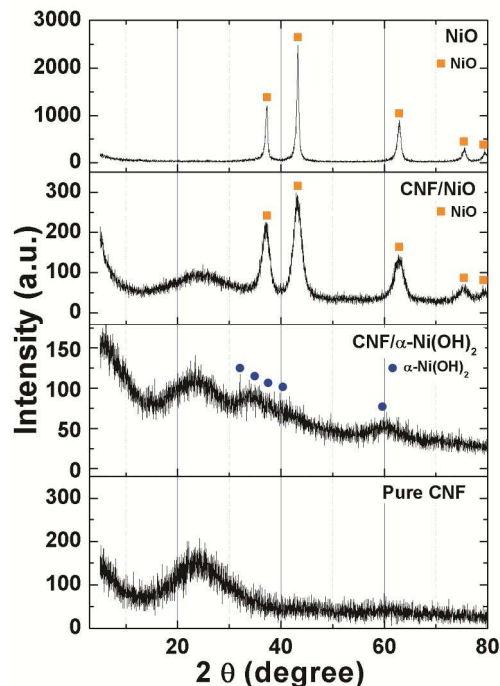 Intensity (a.u.)
3000
2000
1000
0
NiO
NiO
300
200
100
0
CNF/NiO
NiO
150
100
50
0
CNF/α-Ni(OH)2
α-Ni(OH)2
300
200
100
0
Pure CNF
20
40
60
80
2 θ (degree)